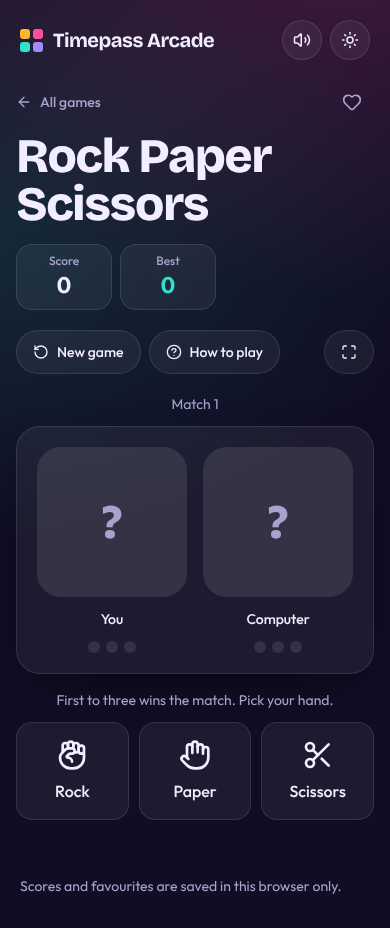 Timepass Arcade
All games
Rock Paper
Scissors
Score
0
Best
0
New game
How to play
Match 1
?
?
You
Computer
First to three wins the match. Pick your hand.
Rock
Paper
Scissors
Scores and favourites are saved in this browser only.